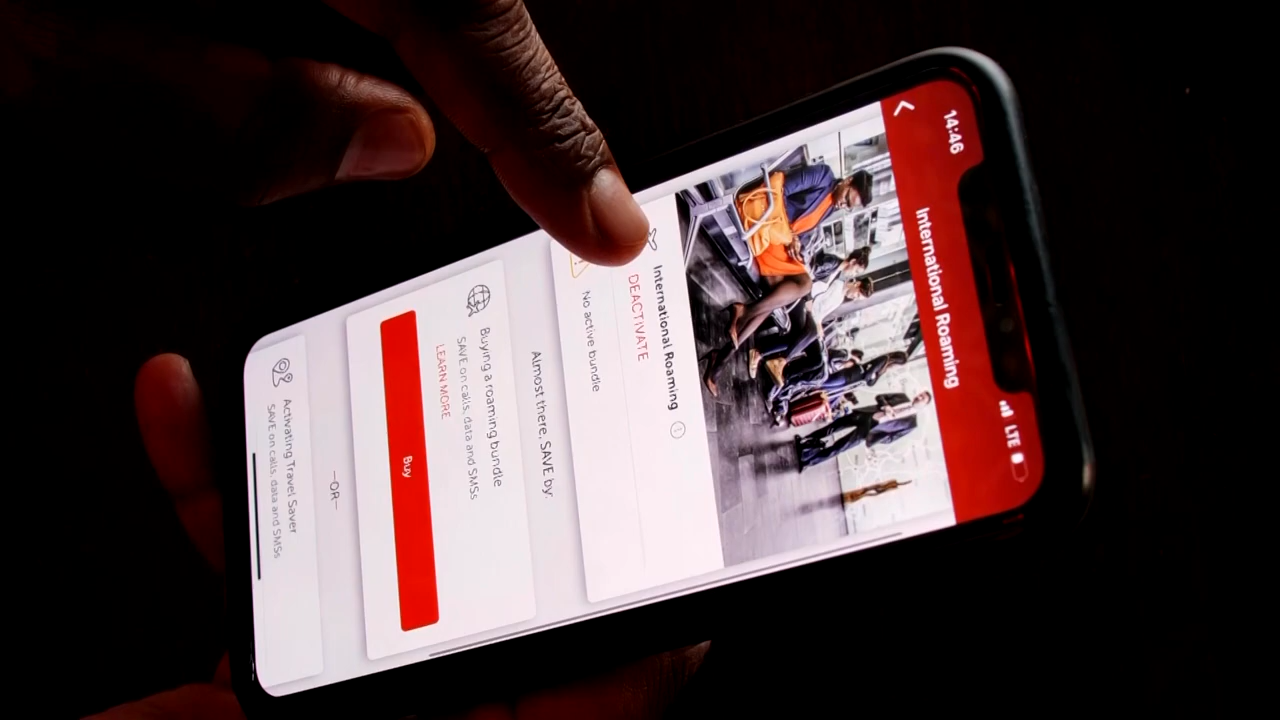 14:46
LTE
International Roaming
International Roaming
DEACTIVATE
No active bundle
Almost there, SAVE by:
Buying a roaming bundle
SAVE on calls, data and SMSs
LEARN MORE
Buy
—OR—
Activating Travel Saver
SAVE on calls, data and SMSs